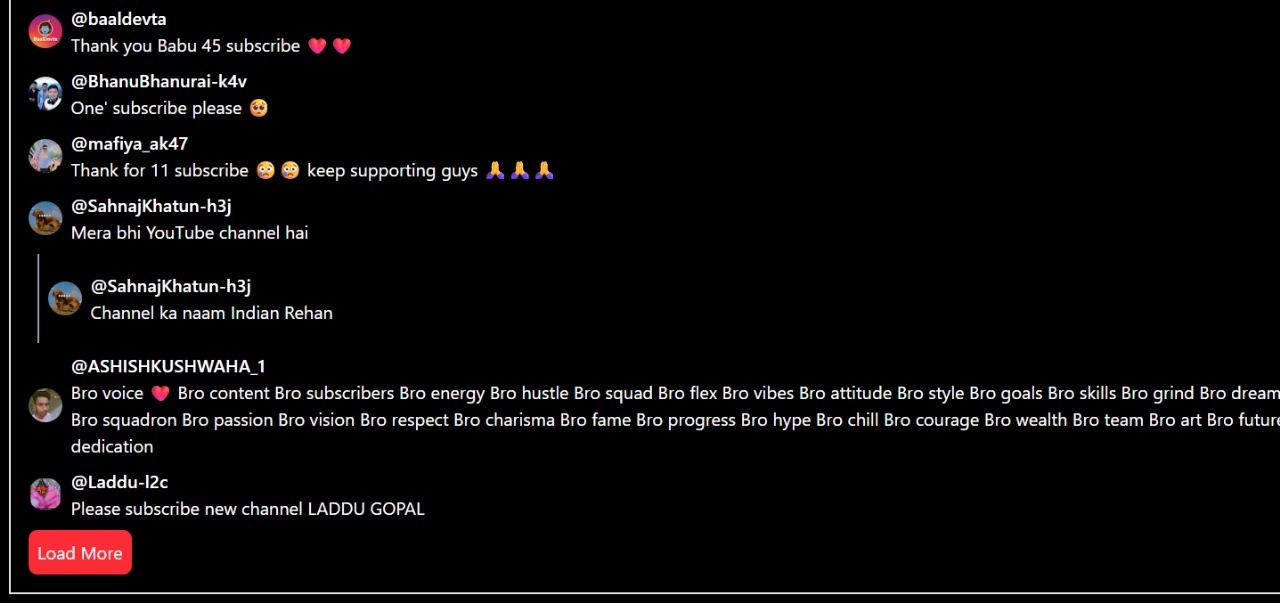 @baaldevta
Thank you Babu 45 subscribe 💔 💔
@BhanuBhanurai-k4v
One' subscribe please 🥺
@mafiya_ak47
Thank for 11 subscribe 😳 😳 keep supporting guys 🙏 🙏 🙏
@SahnajKhatun-h3j
Mera bhi YouTube channel hai
@SahnajKhatun-h3j
Channel ka naam Indian Rehan
@ASHISHKUSHWAHA_1
Bro voice 💔 Bro content Bro subscribers Bro energy Bro hustle Bro squad Bro flex Bro vibes Bro attitude Bro style Bro goals Bro skills Bro grind Bro dream
Bro squadron Bro passion Bro vision Bro respect Bro charisma Bro fame Bro progress Bro hype Bro chill Bro courage Bro wealth Bro team Bro art Bro future
dedication
@Laddu-l2c
Please subscribe new channel LADDU GOPAL
Load More